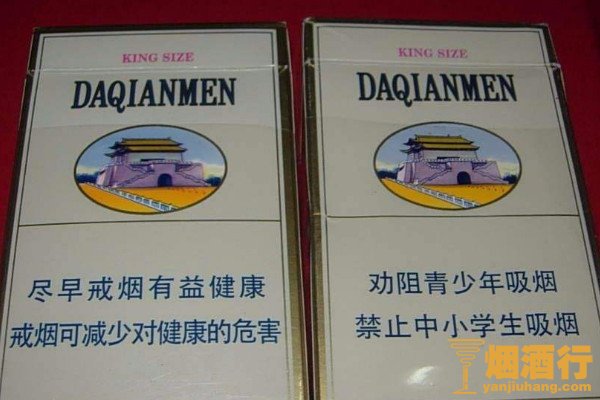 KING SIZE
DAQIANMEN
尽早戒烟有益健康
戒烟可减少对健康的危害
KING SIZE
DAQIANMEN
劝阻青少年吸烟
禁止中小学生吸烟
烟酒行
yanjiuhang.com